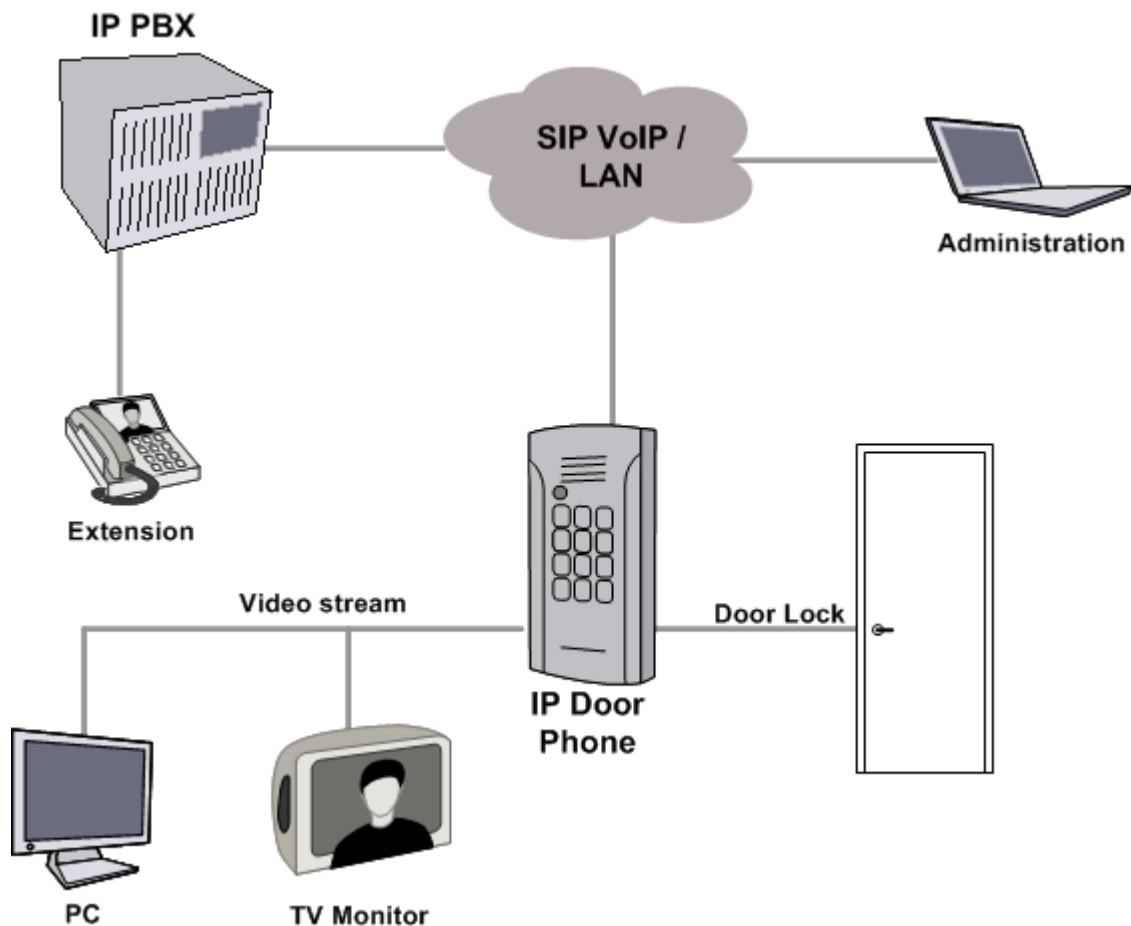 IP PBX
SIP VoIP /
LAN
Administration
Extension
Video stream
Door Lock
IP Door
Phone
PC
TV Monitor